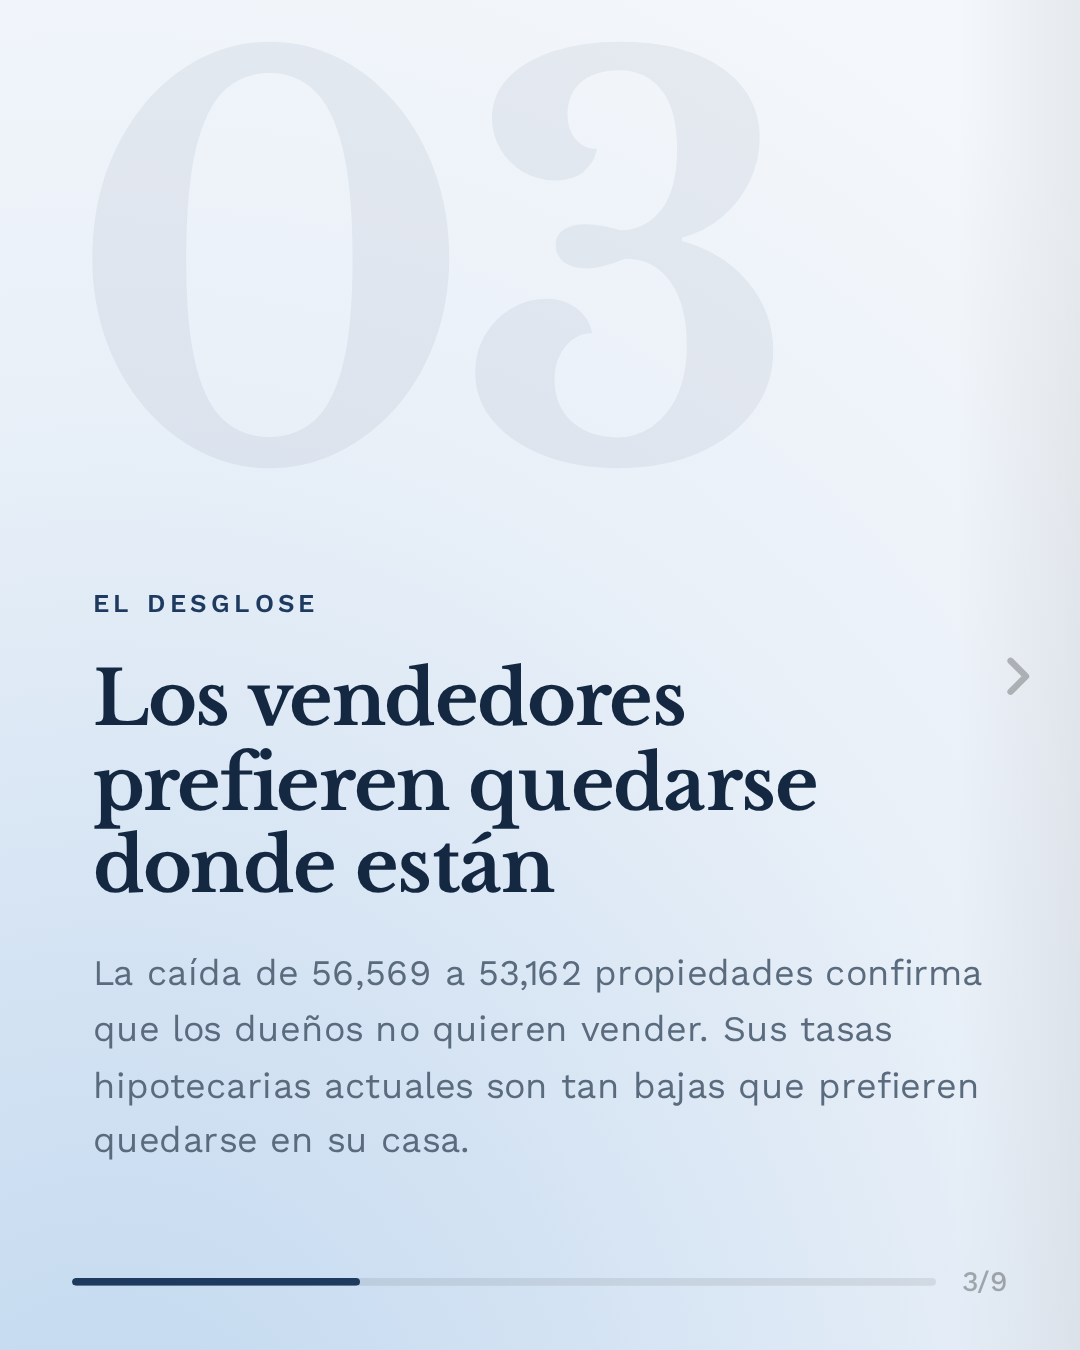 03
EL DESGLOSE
Los vendedores
prefieren quedarse
donde están
La caída de 56,569 a 53,162 propiedades confirma
que los dueños no quieren vender. Sus tasas
hipotecarias actuales son tan bajas que prefieren
quedarse en su casa.
3/9